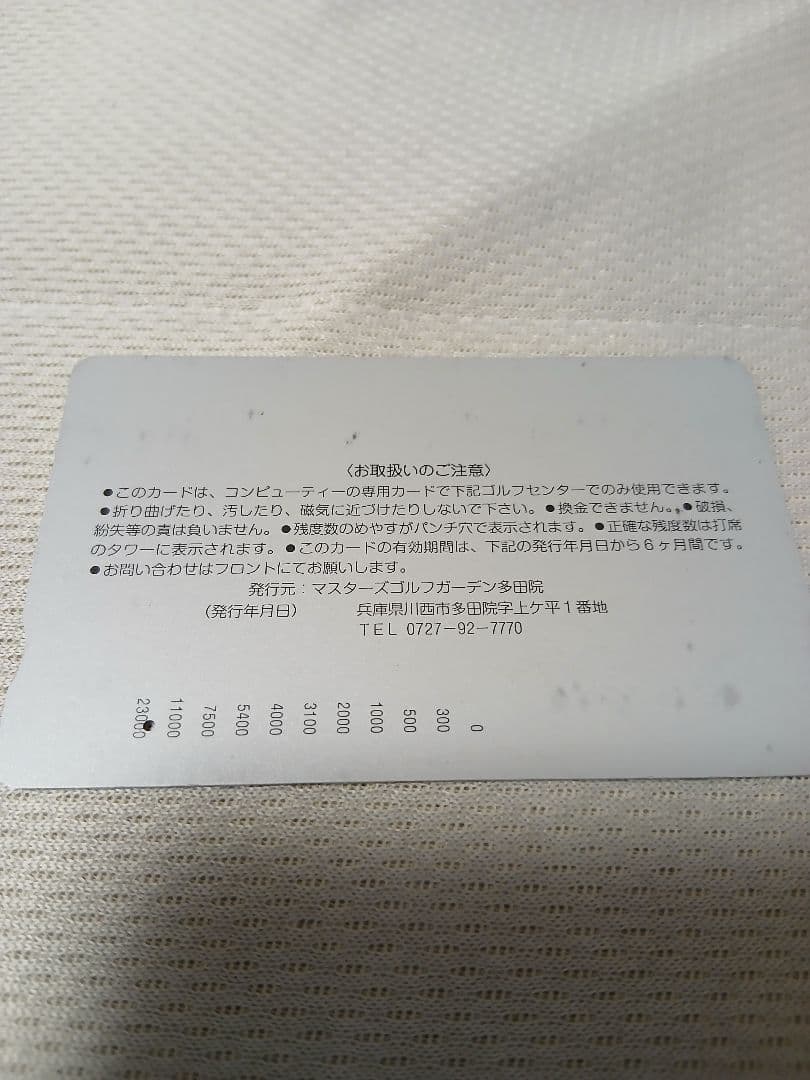 〈お取扱いのご注意〉
●このカードは、コンピューティーの専用カードで下記ゴルフセンターでのみ使用できます。
●折り曲げたり、汚したり、磁気に近づけたりしないで下さい。●換金できません。●破損、
紛失等の責は負いません。●残度数のめやすがパンチ穴で表示されます。●正確な残度数は打席
のタワーに表示されます。●このカードの有効期間は、下記の発行年月日から6ヶ月間です。
●お問い合わせはフロントにてお願いします。
発行元：マスターズゴルフガーデン多田院
（発行年月日） 兵庫県川西市多田院字上ケ平1番地
TEL 0727-92-7770
23000 11000 7500 5400 4000 3100 2000 1000 500 300 0